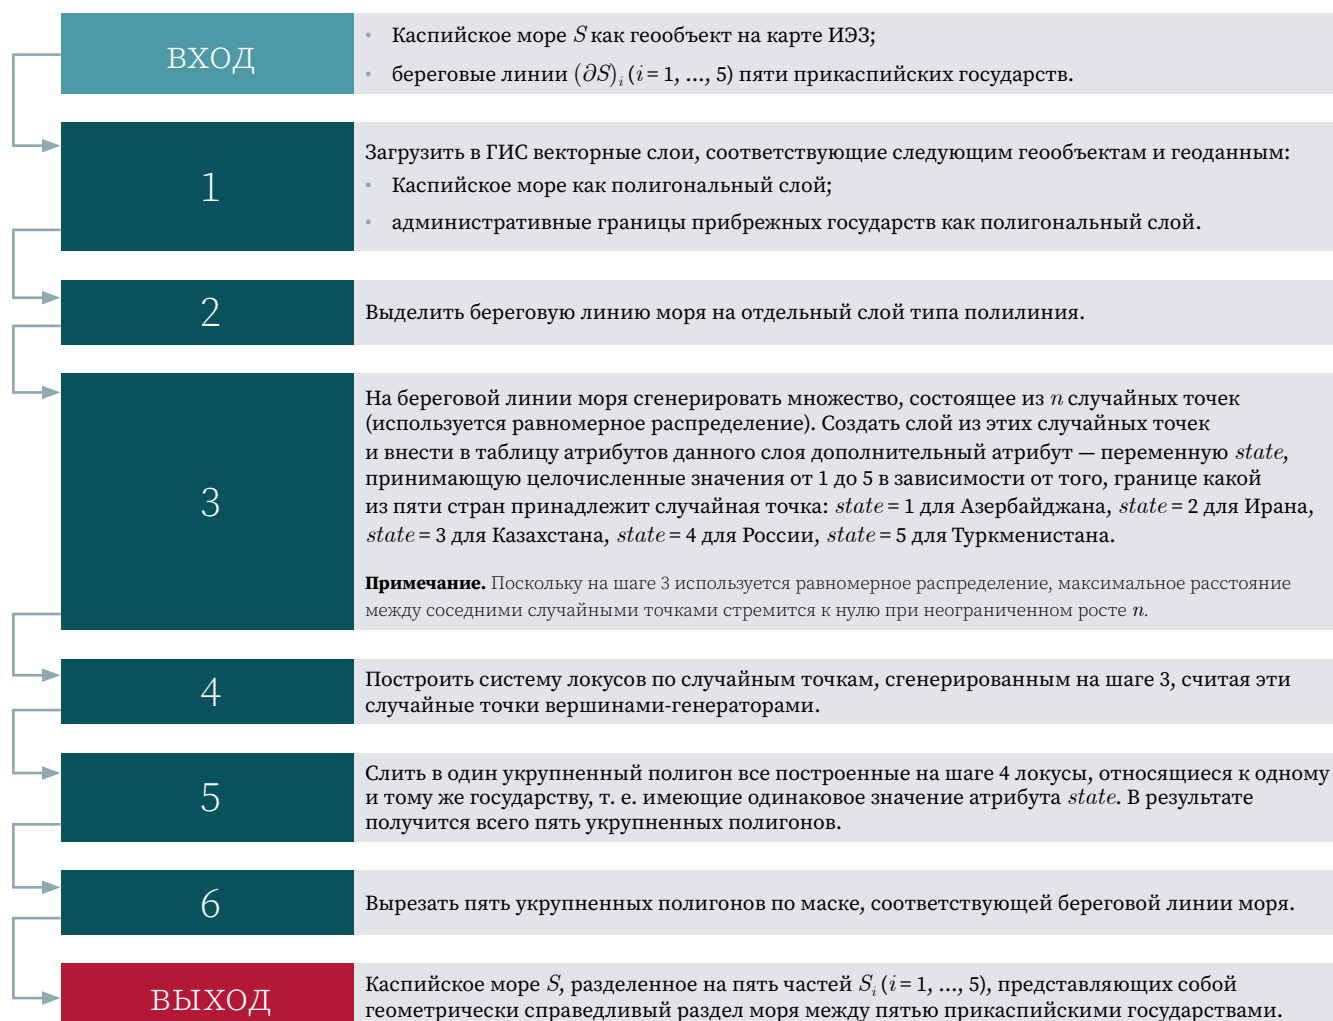 ВХОД
• Каспийское море S как геообъект на карте ИЭЗ;
• береговые линии (∂S)ᵢ (i = 1, ..., 5) пяти прикаспийских государств.
1
Загрузить в ГИС векторные слои, соответствующие следующим геообъектам и геоданным:
• Каспийское море как полигональный слой;
• административные границы прибрежных государств как полигональный слой.
2
Выделить береговую линию моря на отдельный слой типа полилиния.
3
На береговой линии моря сгенерировать множество, состоящее из n случайных точек
(используется равномерное распределение). Создать слой из этих случайных точек
и внести в таблицу атрибутов данного слоя дополнительный атрибут — переменную state,
принимающую целочисленные значения от 1 до 5 в зависимости от того, границе какой
из пяти стран принадлежит случайная точка: state = 1 для Азербайджана, state = 2 для Ирана,
state = 3 для Казахстана, state = 4 для России, state = 5 для Туркменистана.
Примечание. Поскольку на шаге 3 используется равномерное распределение, максимальное расстояние
между соседними случайными точками стремится к нулю при неограниченном росте n.
4
Построить систему локусов по случайным точкам, сгенерированным на шаге 3, считая эти
случайные точки вершинами-генераторами.
5
Слить в один укрупненный полигон все построенные на шаге 4 локусы, относящиеся к одному
и тому же государству, т. е. имеющие одинаковое значение атрибута state. В результате
получится всего пять укрупненных полигонов.
6
Вырезать пять укрупненных полигонов по маске, соответствующей береговой линии моря.
ВЫХОД
Каспийское море S, разделенное на пять частей Sᵢ (i = 1, ..., 5), представляющих собой
геометрически справедливый раздел моря между пятью прикаспийскими государствами.